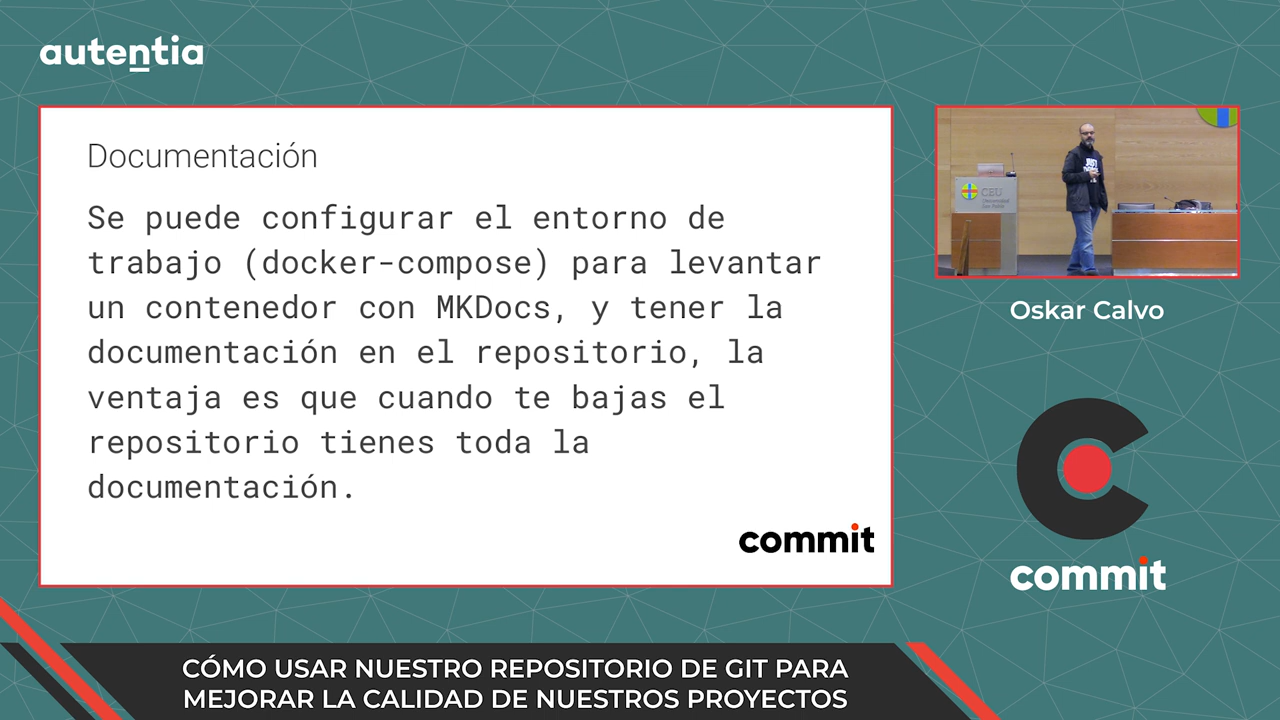 autentia
Documentación
Se puede configurar el entorno de
trabajo (docker-compose) para levantar
un contenedor con MKDocs, y tener la
documentación en el repositorio, la
ventaja es que cuando te bajas el
repositorio tienes toda la
documentación.
commit
CEU
Oskar Calvo
commit
CÓMO USAR NUESTRO REPOSITORIO DE GIT PARA
MEJORAR LA CALIDAD DE NUESTROS PROYECTOS